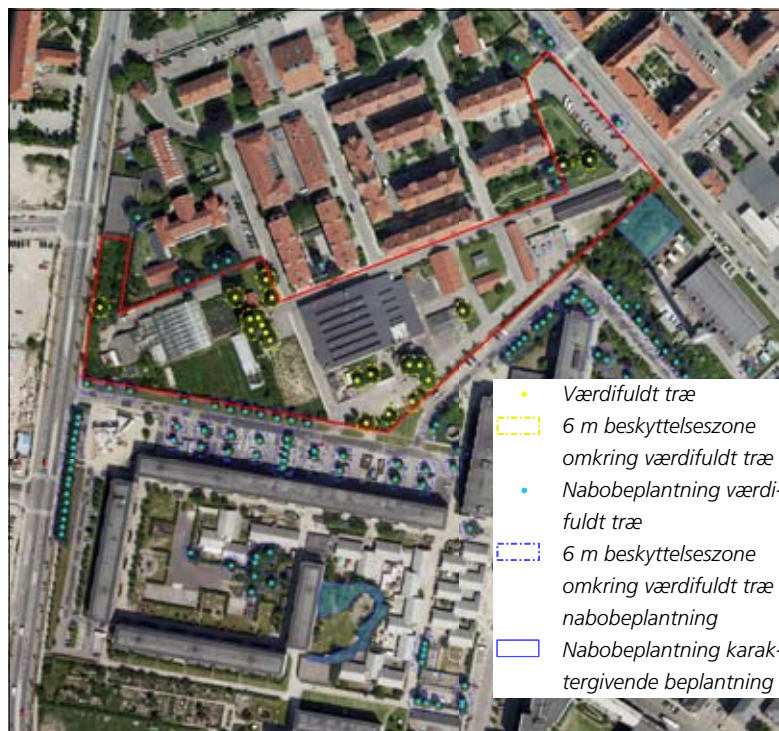 Værdifuldt træ
6 m beskyttelseszone
omkring værdifuldt træ
Nabobeplantning værdi-
fuldt træ
6 m beskyttelseszone
omkring værdifuldt træ
nabobeplantning
Nabobeplantning karak-
tergivende beplantning